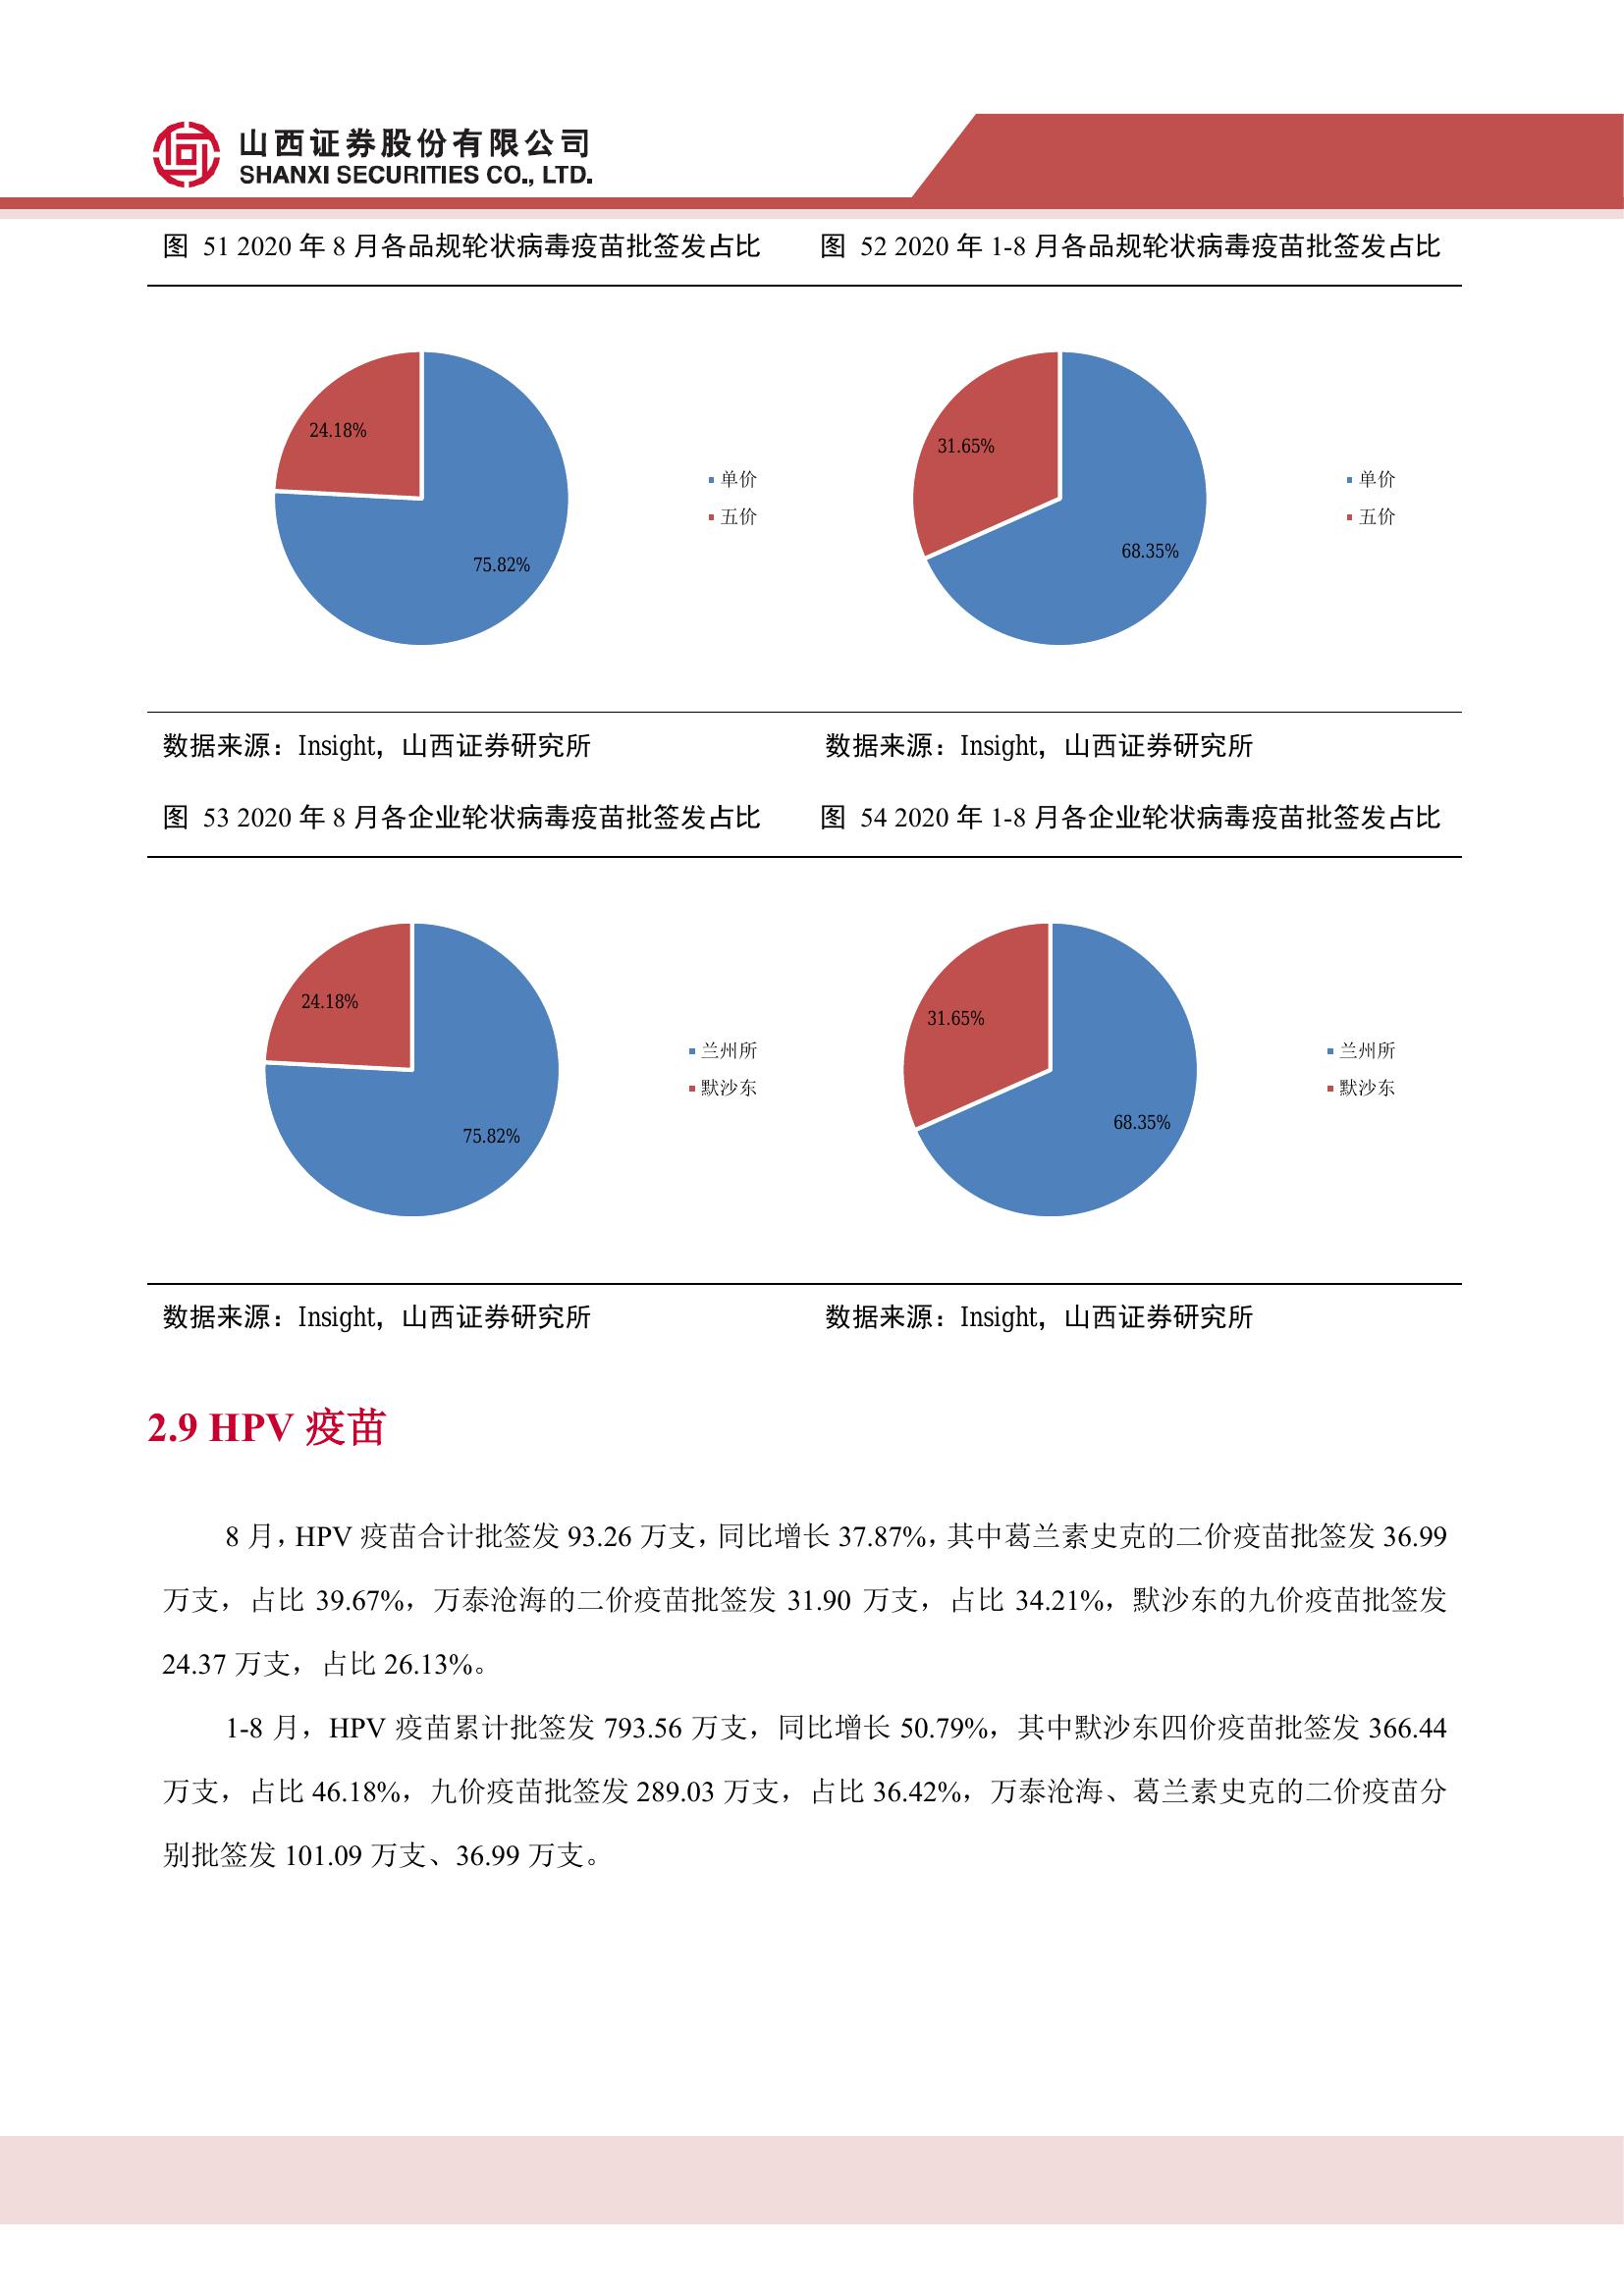 山西证券股份有限公司
SHANXI SECURITIES CO., LTD.
图 51 2020 年 8 月各品规轮状病毒疫苗批签发占比
图 52 2020 年 1-8 月各品规轮状病毒疫苗批签发占比
24.18%
75.82%
单价
五价
31.65%
68.35%
单价
五价
数据来源：Insight，山西证券研究所
数据来源：Insight，山西证券研究所
图 53 2020 年 8 月各企业轮状病毒疫苗批签发占比
图 54 2020 年 1-8 月各企业轮状病毒疫苗批签发占比
24.18%
75.82%
兰州所
默沙东
31.65%
68.35%
兰州所
默沙东
数据来源：Insight，山西证券研究所
数据来源：Insight，山西证券研究所
2.9 HPV 疫苗
8 月，HPV 疫苗合计批签发 93.26 万支，同比增长 37.87%，其中葛兰素史克的二价疫苗批签发 36.99
万支，占比 39.67%，万泰沧海的二价疫苗批签发 31.90 万支，占比 34.21%，默沙东的九价疫苗批签发
24.37 万支，占比 26.13%。
1-8 月，HPV 疫苗累计批签发 793.56 万支，同比增长 50.79%，其中默沙东四价疫苗批签发 366.44
万支，占比 46.18%，九价疫苗批签发 289.03 万支，占比 36.42%，万泰沧海、葛兰素史克的二价疫苗分
别批签发 101.09 万支、36.99 万支。